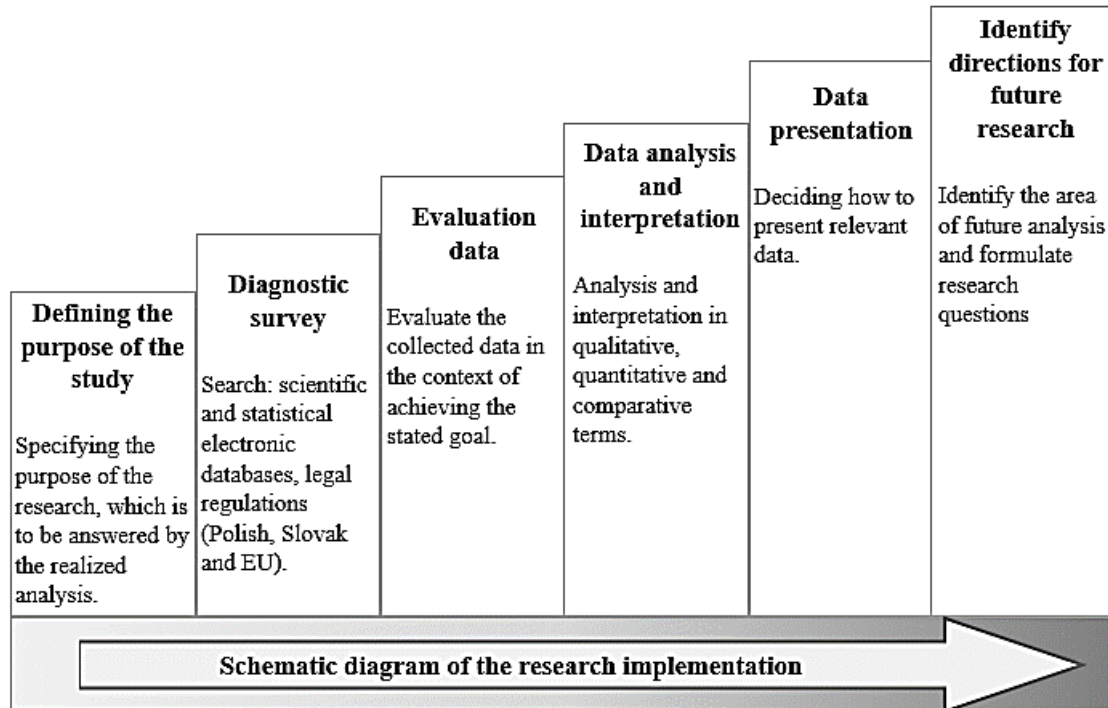 Defining the
purpose of the
study
Specifying the
purpose of the
research, which is
to be answered by
the realized
analysis.
Diagnostic
survey
Search: scientific
and statistical
electronic
databases, legal
regulations
(Polish, Slovak
and EU).
Evaluation
data
Evaluate the
collected data in
the context of
achieving the
stated goal.
Data analysis
and
interpretation
Analysis and
interpretation in
qualitative,
quantitative and
comparative
terms.
Data
presentation
Deciding how to
present relevant
data.
Identify
directions for
future
research
Identify the area
of future analysis
and formulate
research
questions
Schematic diagram of the research implementation